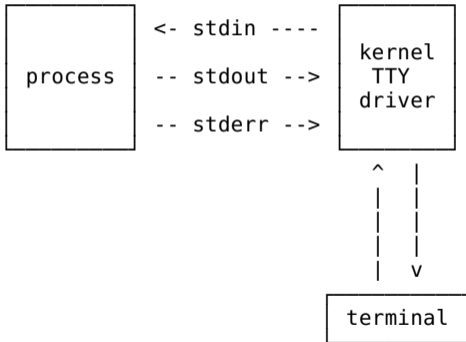 <- stdin ----
kernel
process -- stdout --> TTY
driver
-- stderr -->
^ |
| |
| |
| |
| v
terminal